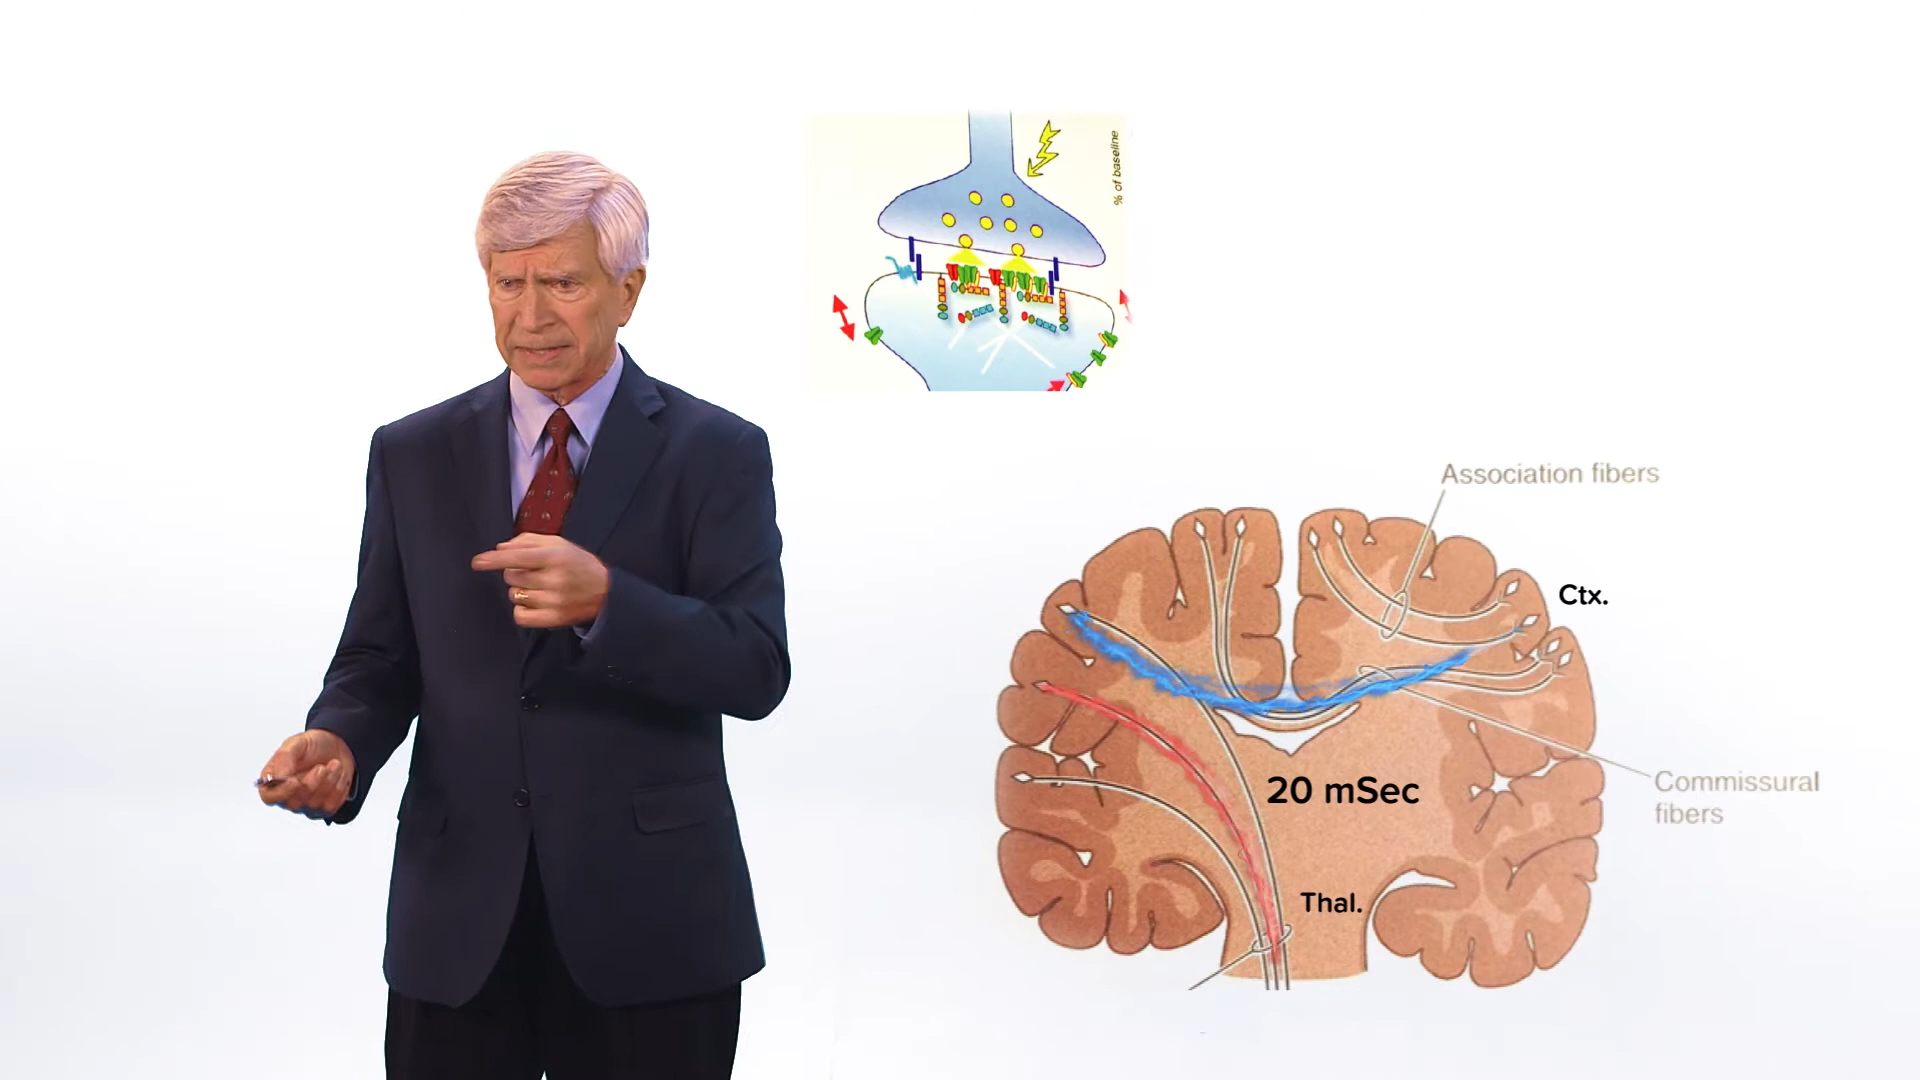 % of baseline
Association fibers
Ctx.
20 mSec
Commissural
fibers
Thal.